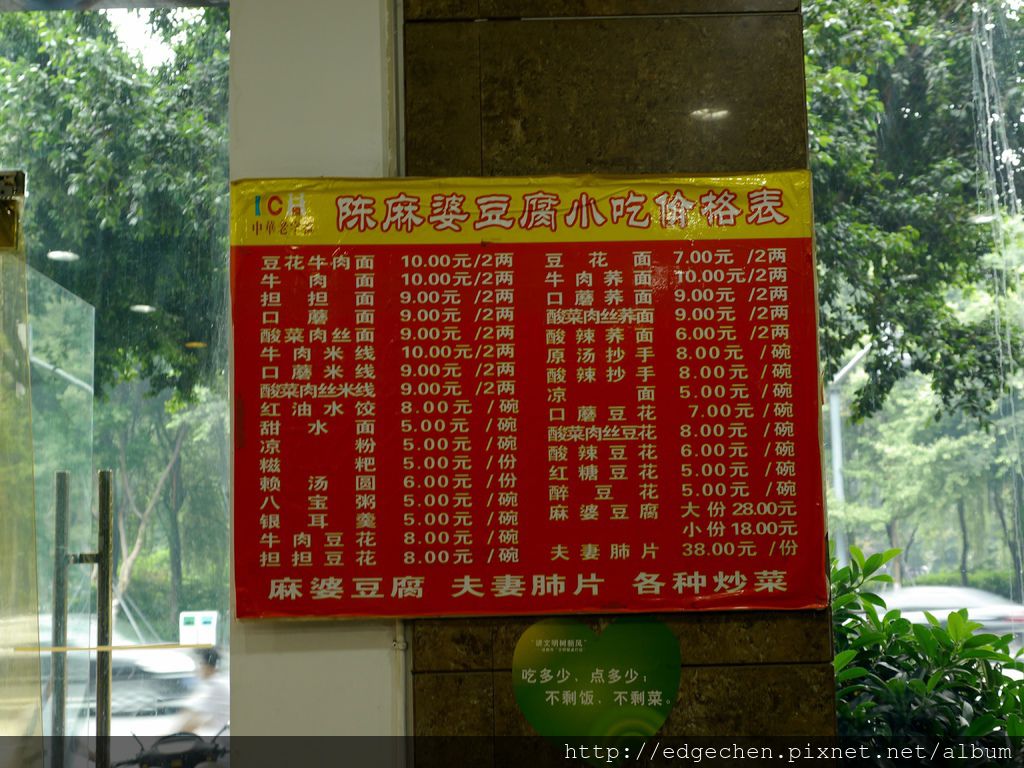 ICH
中華老字號
陈麻婆豆腐小吃价格表
豆花牛肉面 10.00元/2两
牛肉面 10.00元/2两
担担面 9.00元/2两
口蘑面 9.00元/2两
酸菜肉丝面 9.00元/2两
牛肉米线 10.00元/2两
口蘑米线 9.00元/2两
酸菜肉丝米线 9.00元/2两
红油水饺 8.00元/碗
甜水面 5.00元/碗
凉粉 5.00元/碗
糍粑 5.00元/份
赖汤圆 6.00元/份
八宝粥 5.00元/碗
银耳羹 5.00元/碗
牛肉豆花 8.00元/碗
担担豆花 8.00元/碗
豆花面 7.00元/2两
牛肉荞面 10.00元/2两
口蘑荞面 9.00元/2两
酸菜肉丝荞面 9.00元/2两
酸辣荞面 6.00元/2两
原汤抄手 8.00元/碗
酸辣抄手 8.00元/碗
凉面 5.00元/碗
口蘑豆花 7.00元/碗
酸菜肉丝豆花 8.00元/碗
酸辣豆花 6.00元/碗
红糖豆花 5.00元/碗
醉豆花 5.00元/碗
麻婆豆腐 大份28.00元
小份18.00元
夫妻肺片 38.00元/份
麻婆豆腐 夫妻肺片 各种炒菜
"讲文明树新风"
吃多少、点多少；
不剩饭、不剩菜。
http://edgechen.pixnet.net/album